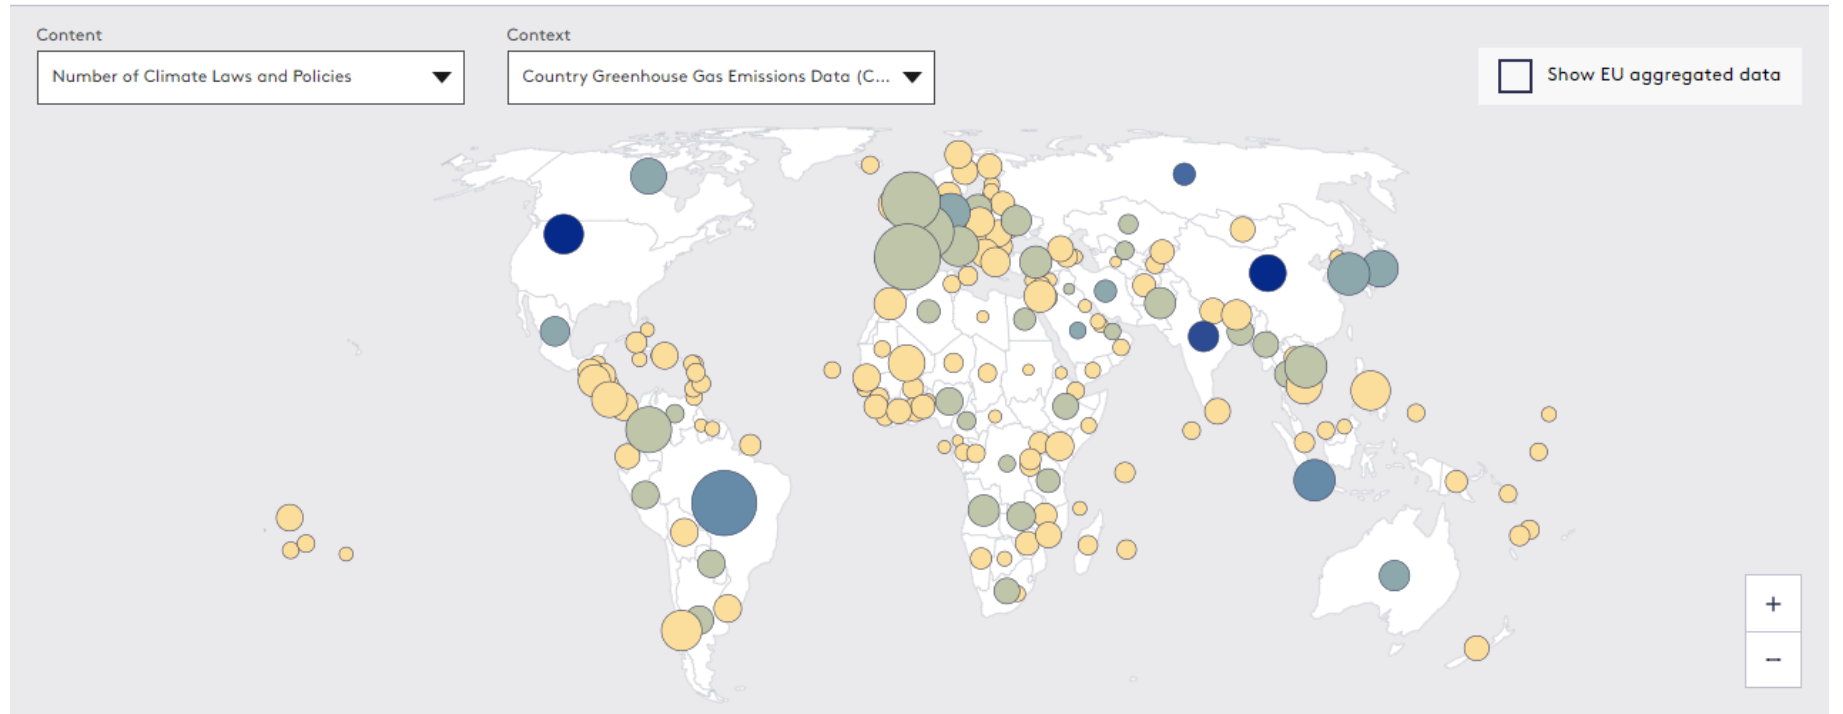 Content
Context
Number of Climate Laws and Policies
Country Greenhouse Gas Emissions Data (C...
Show EU aggregated data
+
−